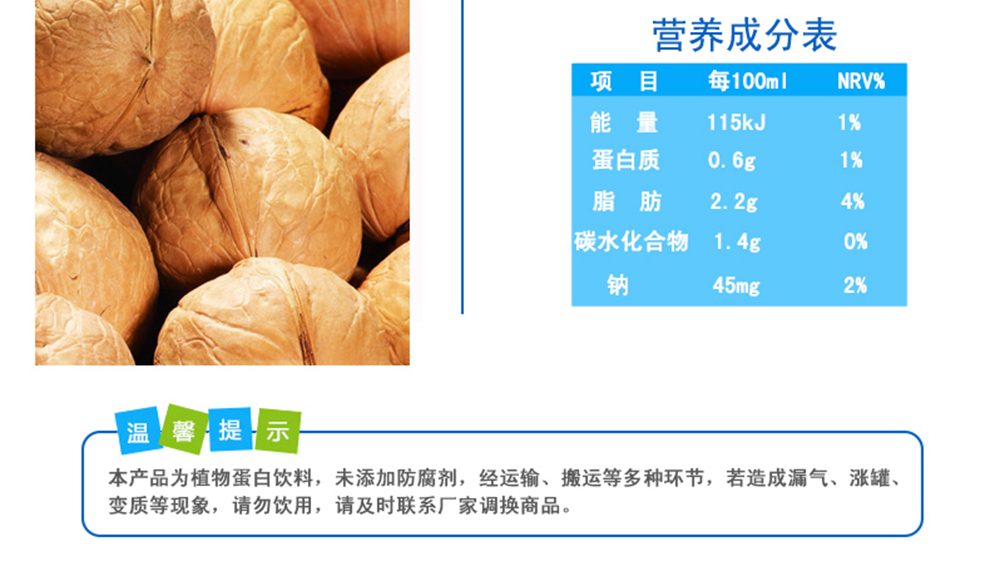 营养成分表
项 目 每100ml NRV%
能 量 115kJ 1%
蛋白质 0.6g 1%
脂 肪 2.2g 4%
碳水化合物 1.4g 0%
钠 45mg 2%
温馨提示
本产品为植物蛋白饮料，未添加防腐剂，经运输、搬运等多种环节，若造成漏气、涨罐、
变质等现象，请勿饮用，请及时联系厂家调换商品。